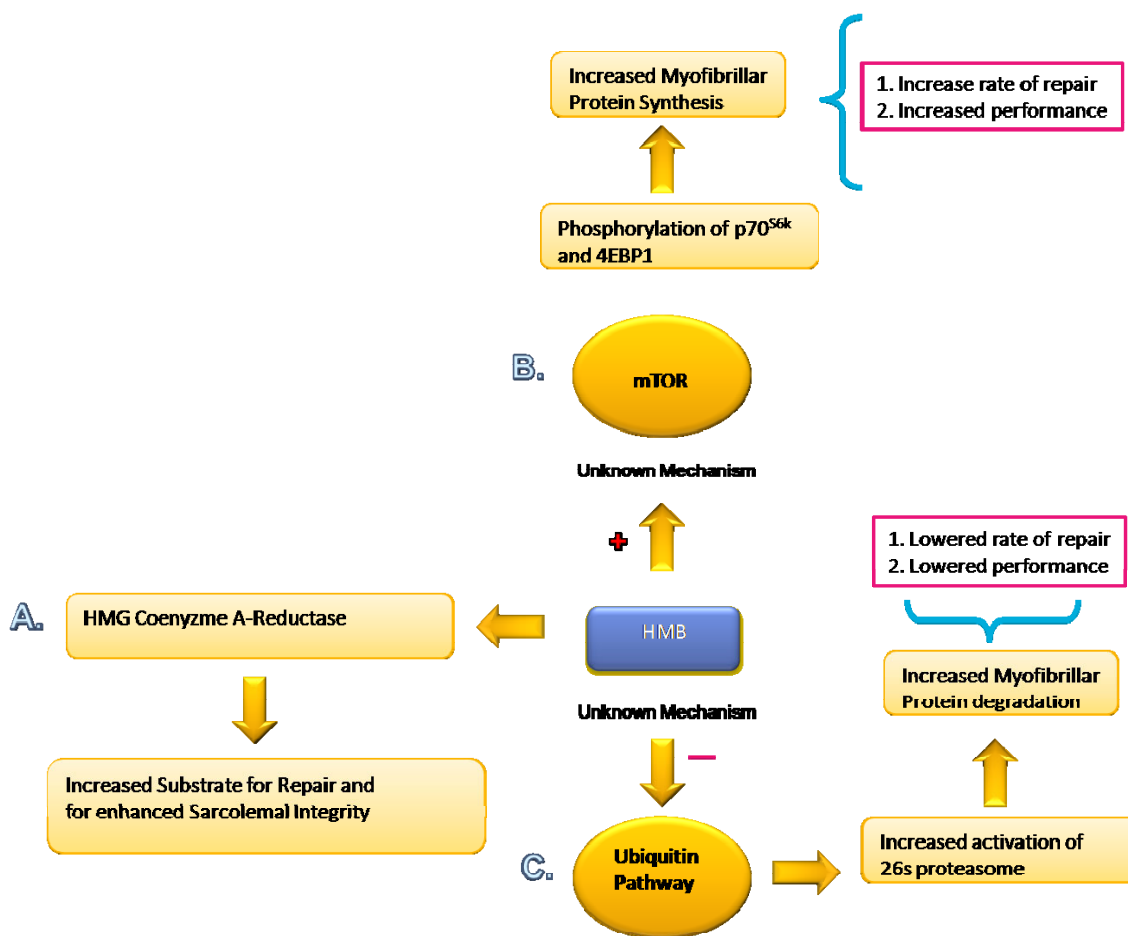 Increased Myofibrillar
Protein Synthesis
1. Increase rate of repair
2. Increased performance
Phosphorylation of p70S6k
and 4EBP1
B.
mTOR
Unknown Mechanism
+
1. Lowered rate of repair
2. Lowered performance
A.
HMG Coenyzme A-Reductase
HMB
Increased Myofibrillar
Protein degradation
Unknown Mechanism
—
Increased Substrate for Repair and
for enhanced Sarcolemal Integrity
C.
Ubiquitin
Pathway
Increased activation of
26s proteasome